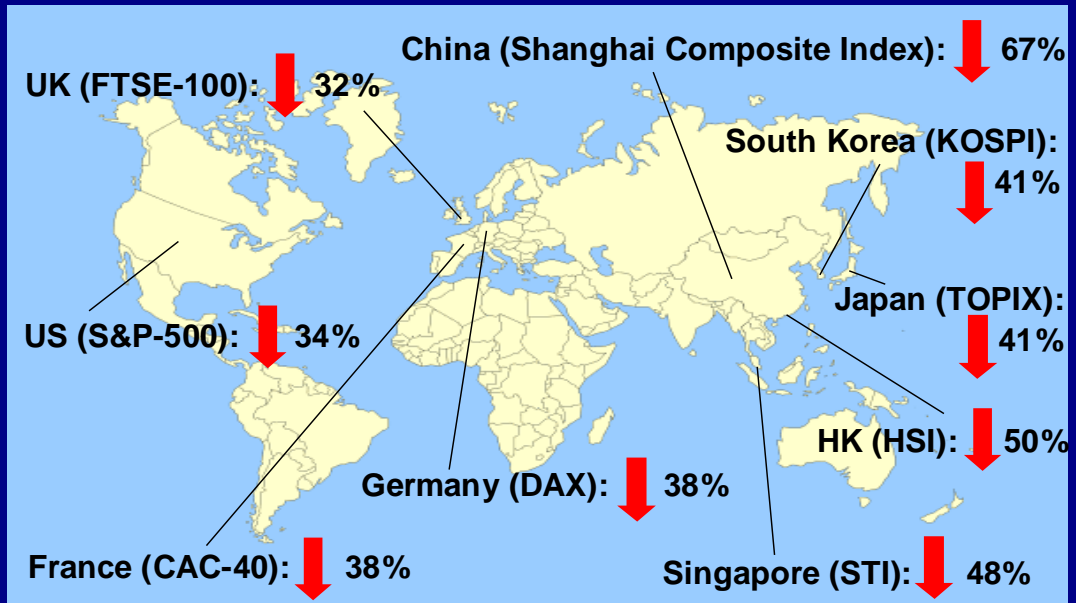 China (Shanghai Composite Index): 67%
UK (FTSE-100): 32%
South Korea (KOSPI):
41%
Japan (TOPIX):
41%
US (S&P-500): 34%
HK (HSI): 50%
Germany (DAX): 38%
France (CAC-40): 38%
Singapore (STI): 48%